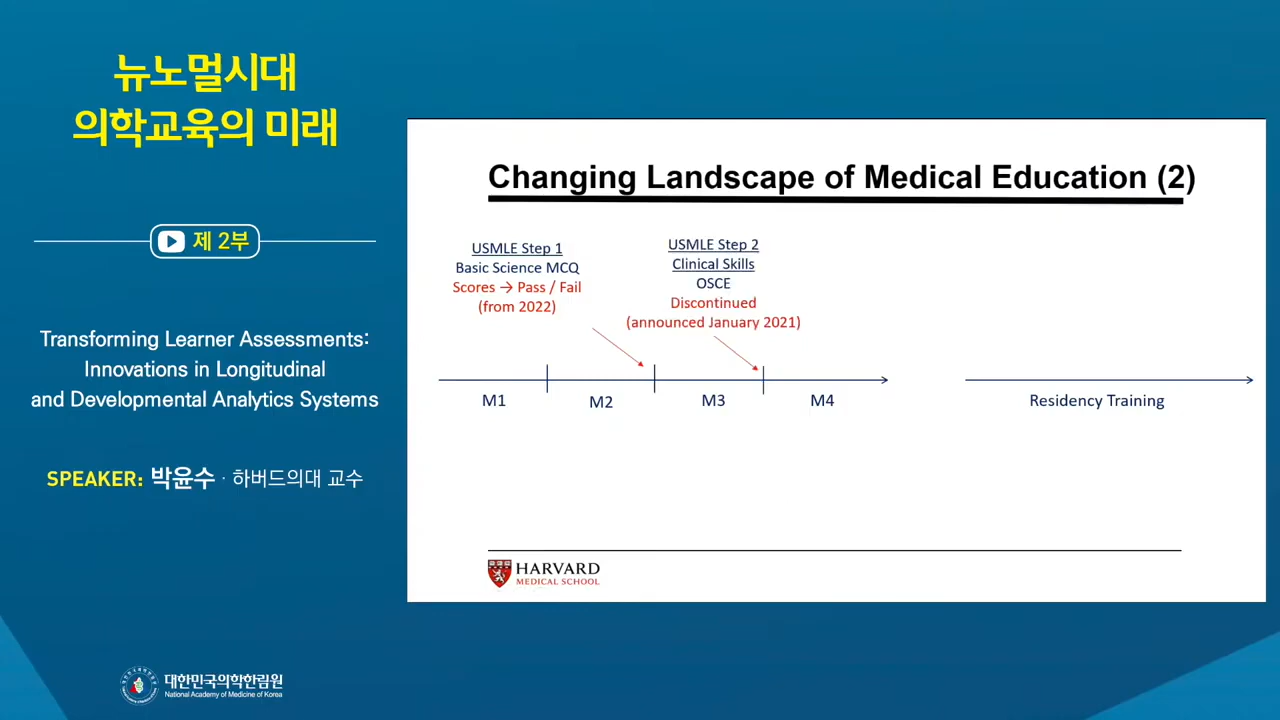 뉴노멀시대
의학교육의 미래
제 2부
Transforming Learner Assessments:
Innovations in Longitudinal
and Developmental Analytics Systems
SPEAKER: 박윤수 · 하버드의대 교수
대한민국의학한림원
National Academy of Medicine of Korea
Changing Landscape of Medical Education (2)
USMLE Step 1
Basic Science MCQ
Scores → Pass / Fail
(from 2022)
USMLE Step 2
Clinical Skills
OSCE
Discontinued
(announced January 2021)
M1
M2
M3
M4
Residency Training
HARVARD
MEDICAL SCHOOL